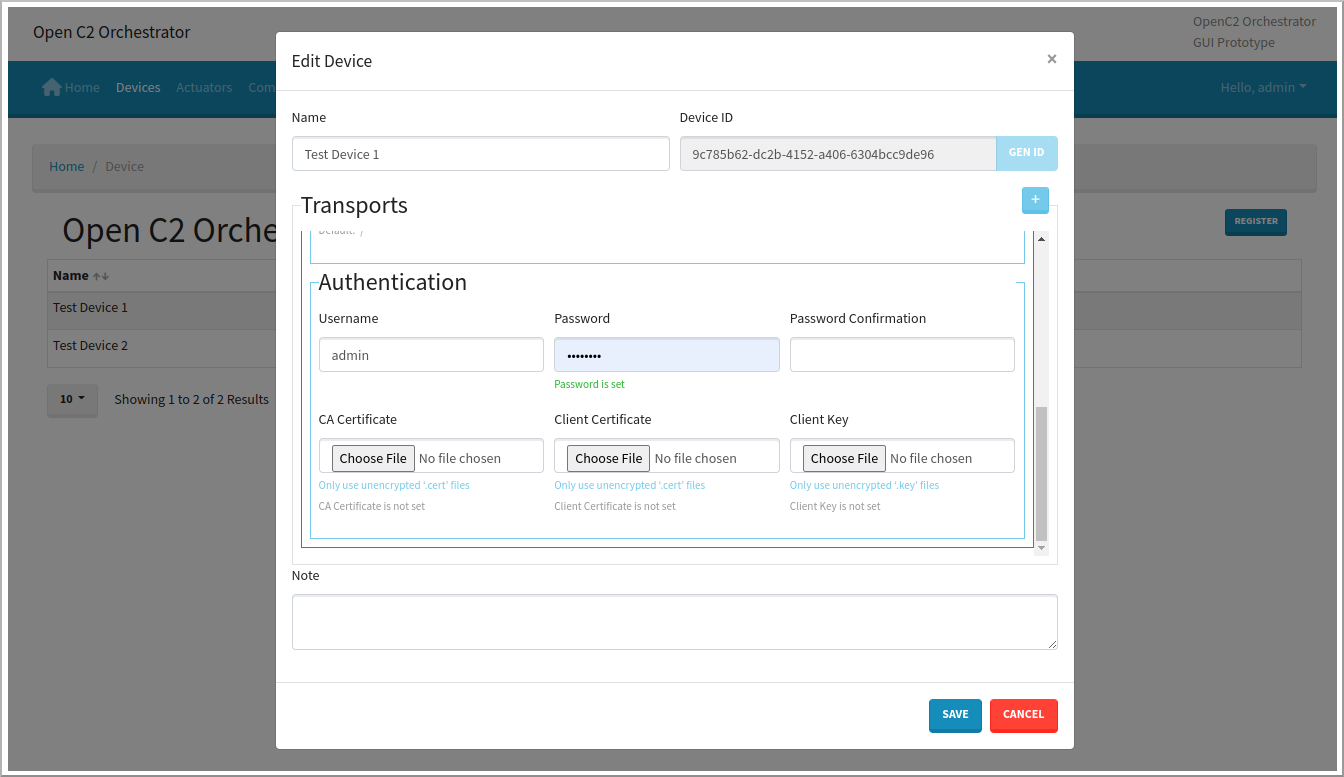 Open C2 Orchestrator
OpenC2 Orchestrator
GUI Prototype
Home Devices Actuators Com
Hello, admin
Home / Device
Open C2 Orche
REGISTER
Name
Test Device 1
Test Device 2
10 Showing 1 to 2 of 2 Results
Edit Device ×
Name Device ID
Test Device 1 9c785b62-dc2b-4152-a406-6304bcc9de96 GEN ID
Transports +
Default: /
Authentication
Username Password Password Confirmation
admin ••••••••
Password is set
CA Certificate Client Certificate Client Key
Choose File No file chosen Choose File No file chosen Choose File No file chosen
Only use unencrypted '.cert' files Only use unencrypted '.cert' files Only use unencrypted '.key' files
CA Certificate is not set Client Certificate is not set Client Key is not set
Note
SAVE CANCEL